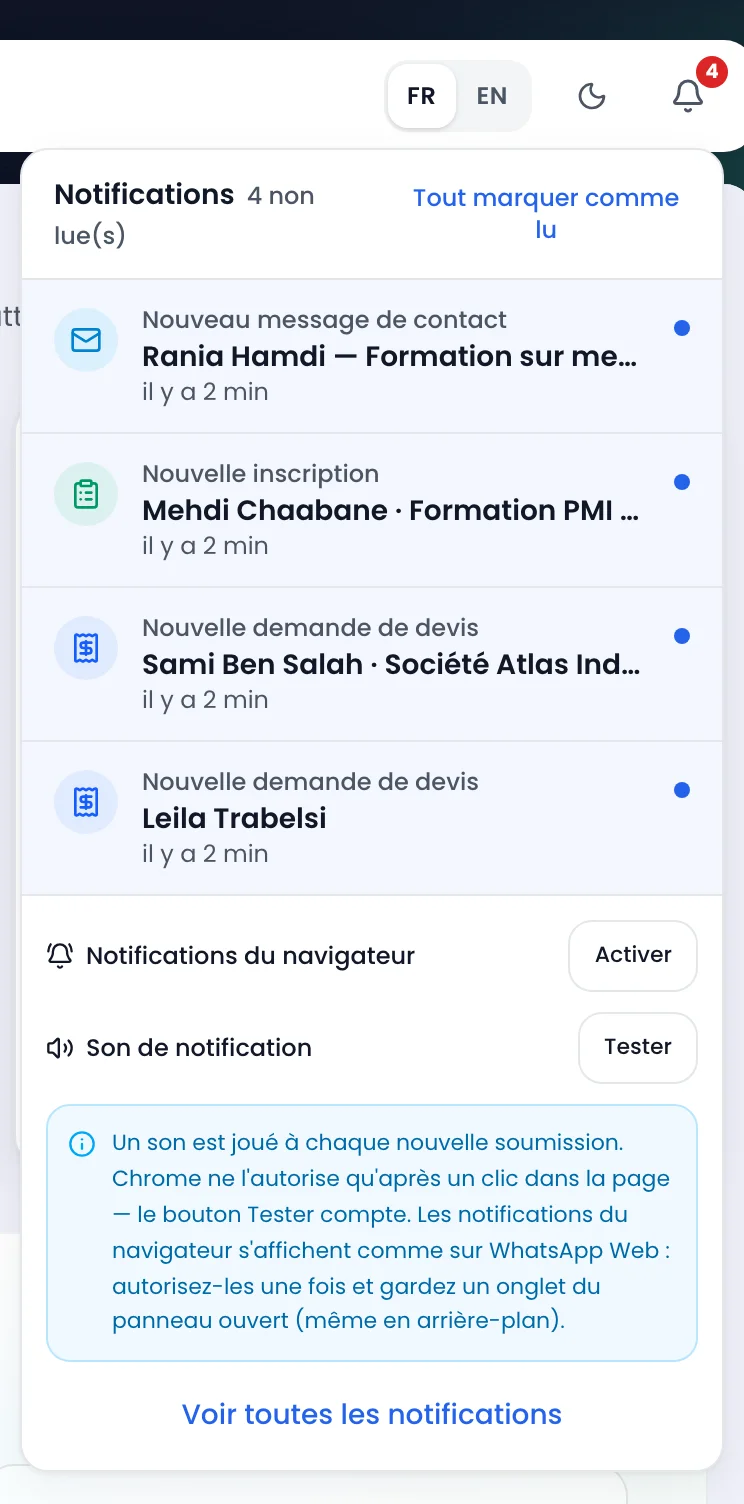 FR EN
4
Notifications 4 non
lue(s)
Tout marquer comme
lu
Nouveau message de contact
Rania Hamdi — Formation sur me...
il y a 2 min
Nouvelle inscription
Mehdi Chaabane · Formation PMI ...
il y a 2 min
Nouvelle demande de devis
Sami Ben Salah · Société Atlas Ind...
il y a 2 min
Nouvelle demande de devis
Leila Trabelsi
il y a 2 min
Notifications du navigateur
Activer
Son de notification
Tester
Un son est joué à chaque nouvelle soumission.
Chrome ne l'autorise qu'après un clic dans la page
— le bouton Tester compte. Les notifications du
navigateur s'affichent comme sur WhatsApp Web :
autorisez-les une fois et gardez un onglet du
panneau ouvert (même en arrière-plan).
Voir toutes les notifications